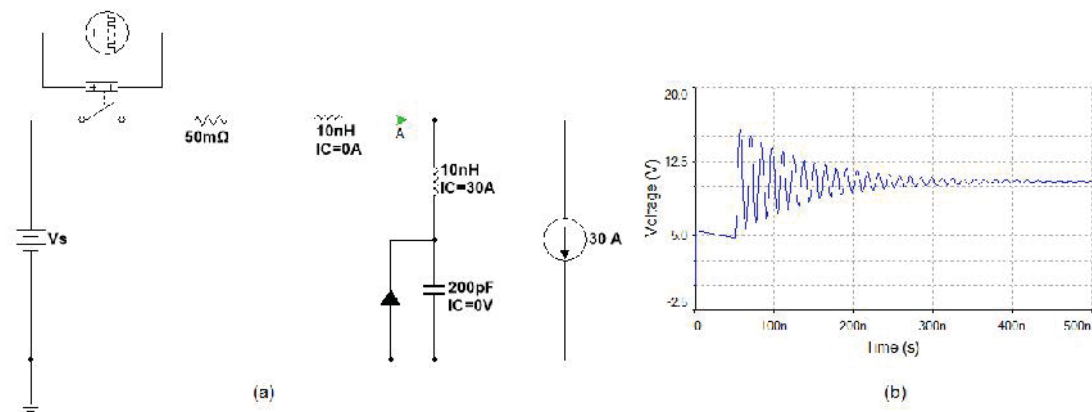 50mΩ
10nH
IC=0A
A
10nH
IC=30A
Vs
30 A
200pF
IC=0V
(a)
Voltage (V)
20.0
12.5
5.0
-2.5
0
100n
200n
300n
400n
500n
Time (s)
(b)